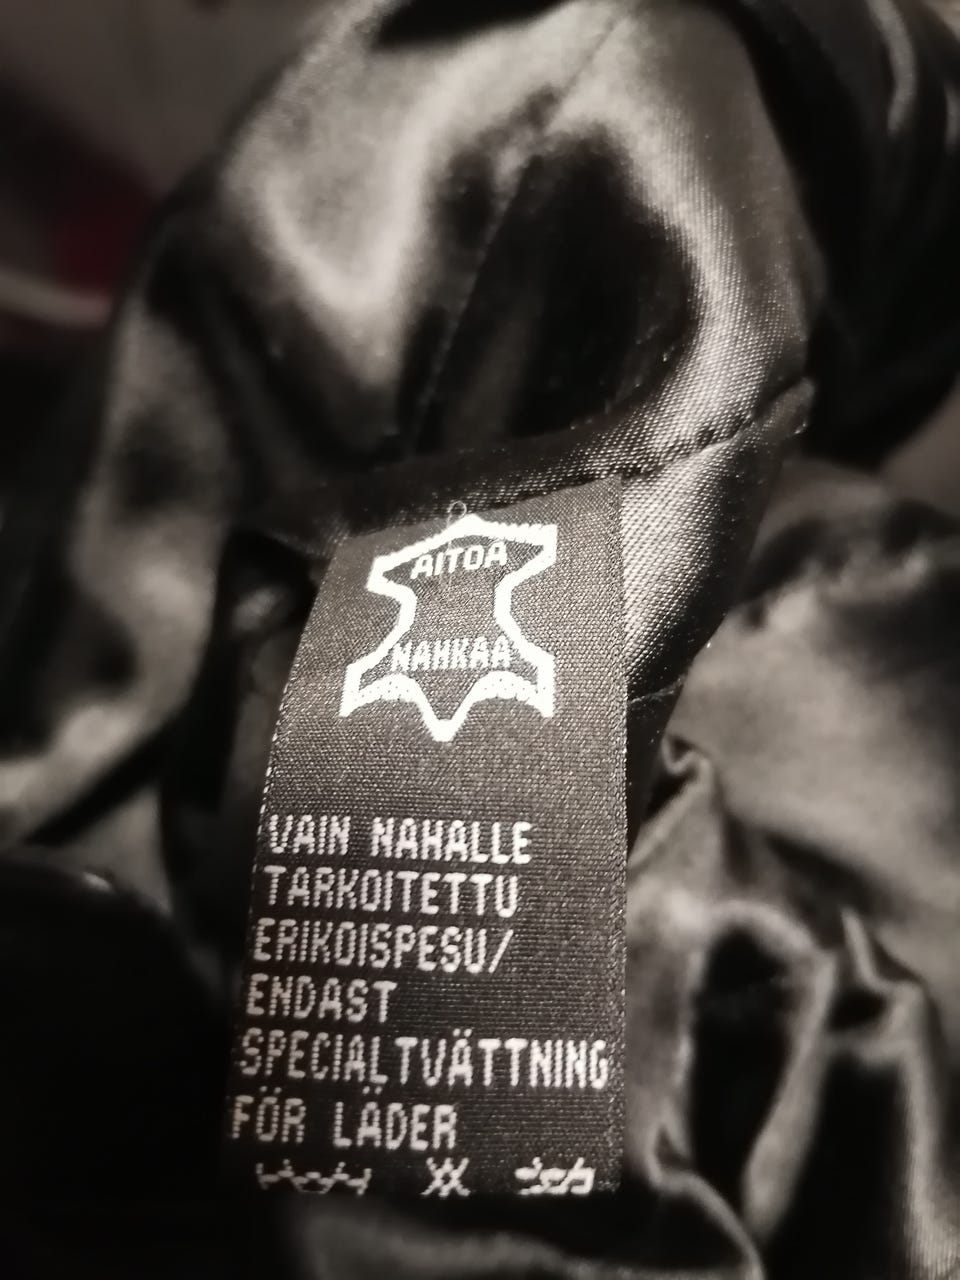 AITOA
NAHKAA
VAIN NAHALLE
TARKOITETTU
ERIKOISPESU/
ENDAST
SPECIALTVÄTTNING
FÖR LÄDER